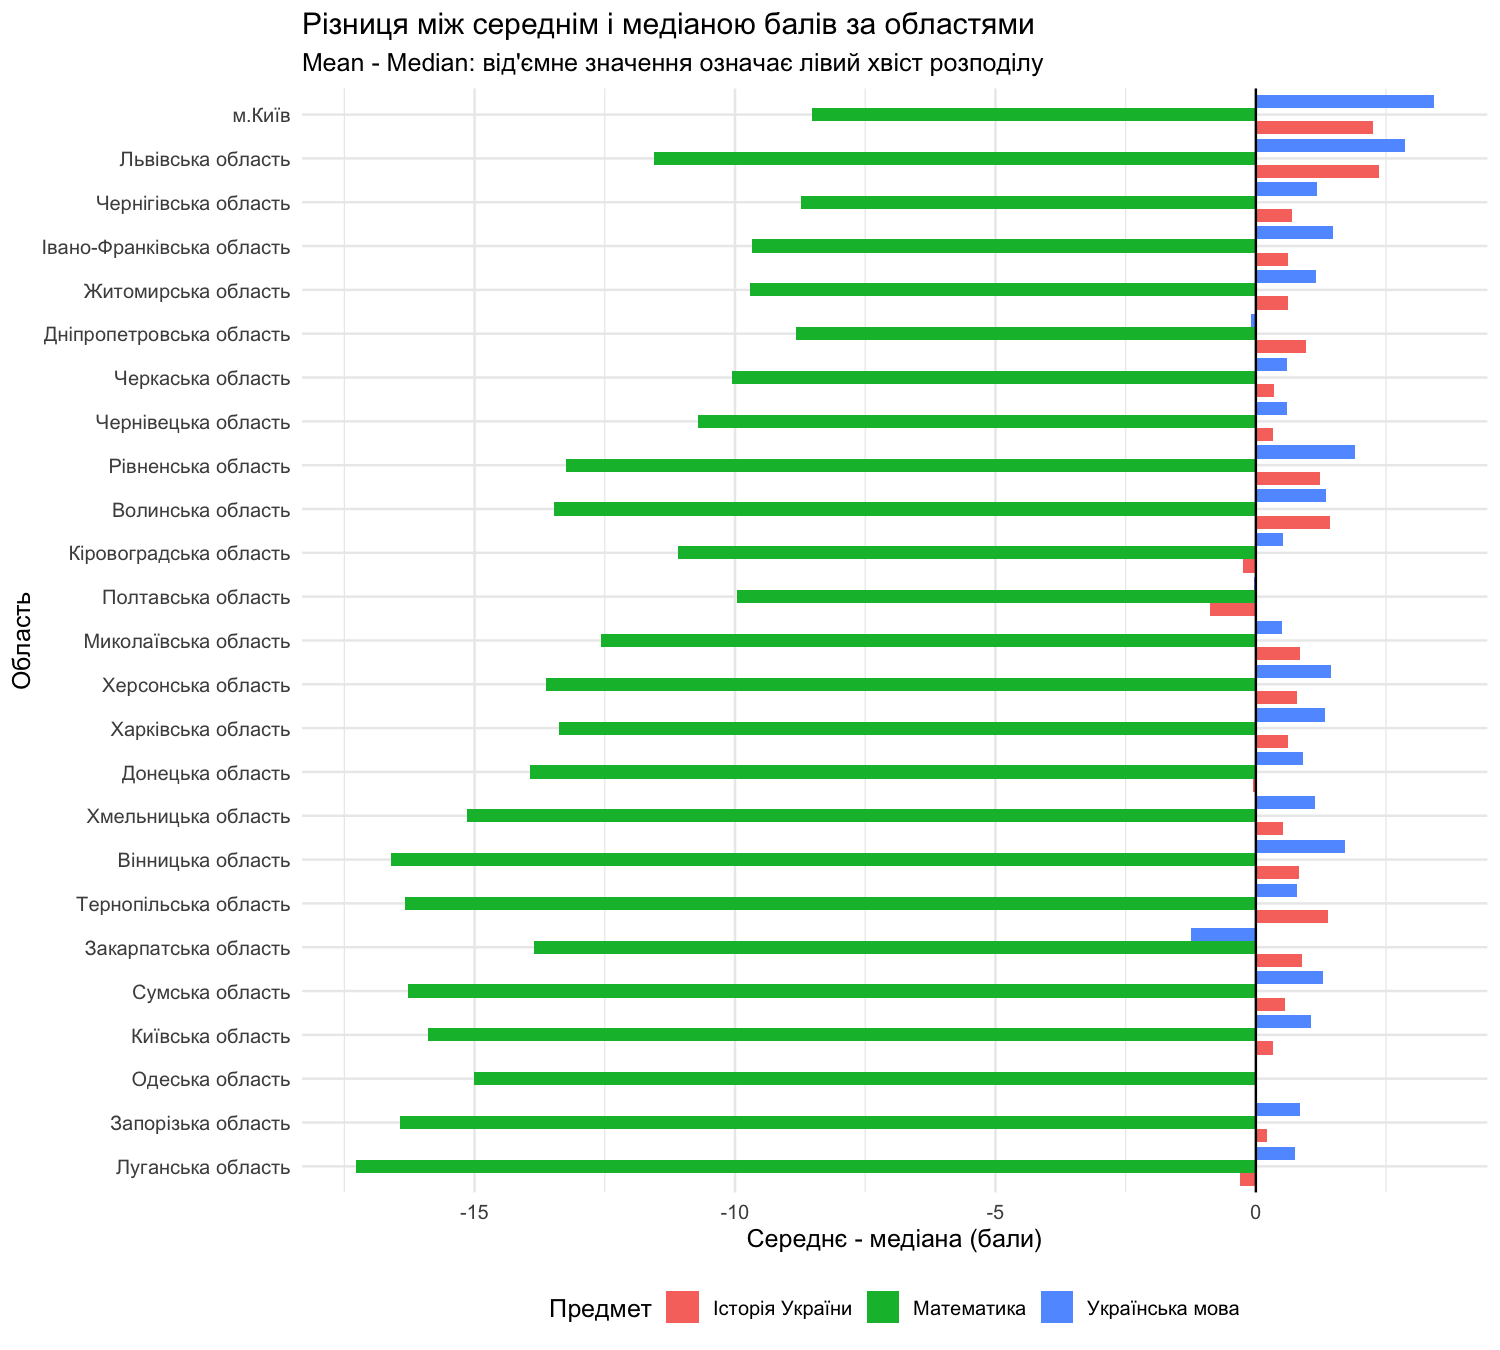 Різниця між середнім і медіаною балів за областями
Mean - Median: від'ємне значення означає лівий хвіст розподілу
м.Київ
Львівська область
Чернігівська область
Івано-Франківська область
Житомирська область
Дніпропетровська область
Черкаська область
Чернівецька область
Рівненська область
Волинська область
Кіровоградська область
Полтавська область
Миколаївська область
Херсонська область
Харківська область
Донецька область
Хмельницька область
Вінницька область
Тернопільська область
Закарпатська область
Сумська область
Київська область
Одеська область
Запорізька область
Луганська область
Область
-15 -10 -5 0
Середнє - медіана (бали)
Предмет Історія України Математика Українська мова